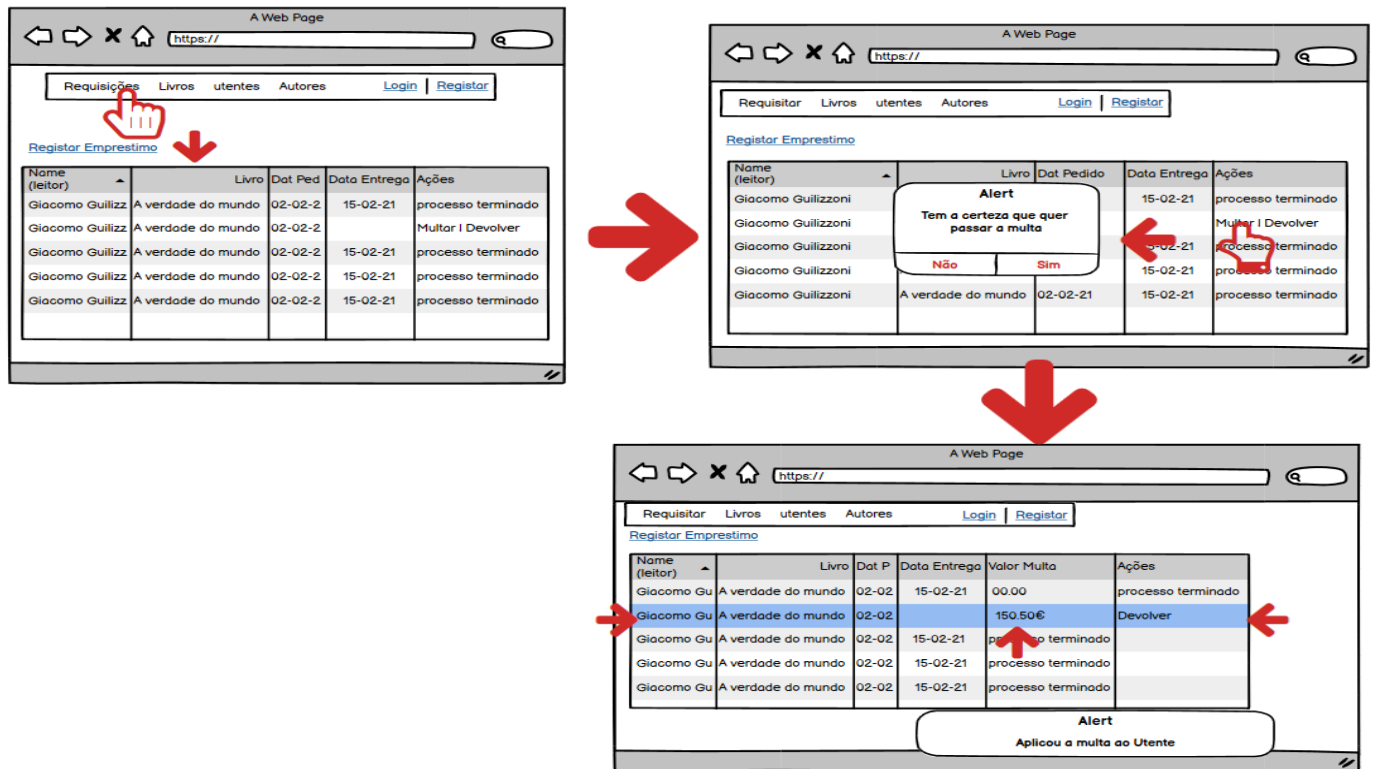 A Web Page
https://
Requisições Livros utentes Autores Login Registar
Registar Emprestimo
Name (leitor) Livro Dat Ped Data Entrega Ações
Giacomo Guilizz A verdade do mundo 02-02-2 15-02-21 processo terminado
Giacomo Guilizz A verdade do mundo 02-02-2 Multar | Devolver
Giacomo Guilizz A verdade do mundo 02-02-2 15-02-21 processo terminado
Giacomo Guilizz A verdade do mundo 02-02-2 15-02-21 processo terminado
Giacomo Guilizz A verdade do mundo 02-02-2 15-02-21 processo terminado
A Web Page
https://
Requisitar Livros utentes Autores Login Registar
Registar Emprestimo
Name (leitor) Livro Dat Pedido Data Entrega Ações
Giacomo Guilizzoni 15-02-21 processo terminado
Giacomo Guilizzoni Multar | Devolver
Giacomo Guilizzoni 15-02-21 processo terminado
Giacomo Guilizzoni 15-02-21 processo terminado
Giacomo Guilizzoni A verdade do mundo 02-02-21 15-02-21 processo terminado
Alert
Tem a certeza que quer
passar a multa
Não Sim
A Web Page
https://
Requisitar Livros utentes Autores Login Registar
Registar Emprestimo
Name (leitor) Livro Dat P Data Entrega Valor Multa Ações
Giacomo Gu A verdade do mundo 02-02 15-02-21 00.00 processo terminado
Giacomo Gu A verdade do mundo 02-02 150.50€ Devolver
Giacomo Gu A verdade do mundo 02-02 15-02-21 processo terminado
Giacomo Gu A verdade do mundo 02-02 15-02-21 processo terminado
Giacomo Gu A verdade do mundo 02-02 15-02-21 processo terminado
Alert
Aplicou a multa ao Utente